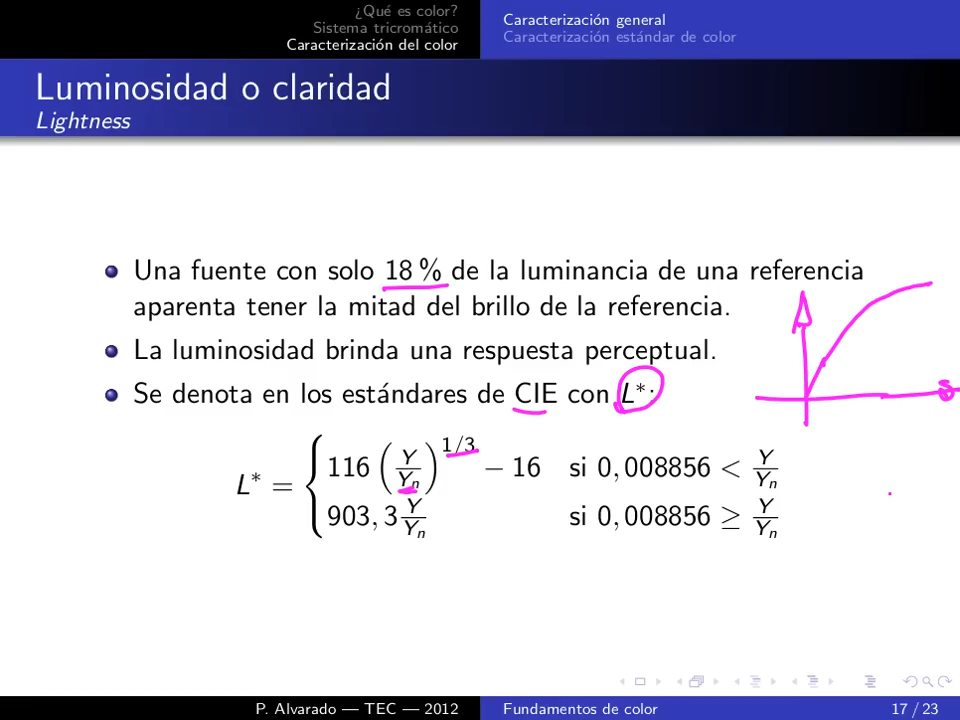 ¿Qué es color?
Sistema tricromático
Caracterización del color
Caracterización general
Caracterización estándar de color
Luminosidad o claridad
Lightness
Una fuente con solo 18 % de la luminancia de una referencia
aparenta tener la mitad del brillo de la referencia.
La luminosidad brinda una respuesta perceptual.
Se denota en los estándares de CIE con L*:
L* = { 116 (Y/Yn)^1/3 − 16 si 0,008856 < Y/Yn
903,3 Y/Yn si 0,008856 ≥ Y/Yn
P. Alvarado — TEC — 2012
Fundamentos de color
17 / 23